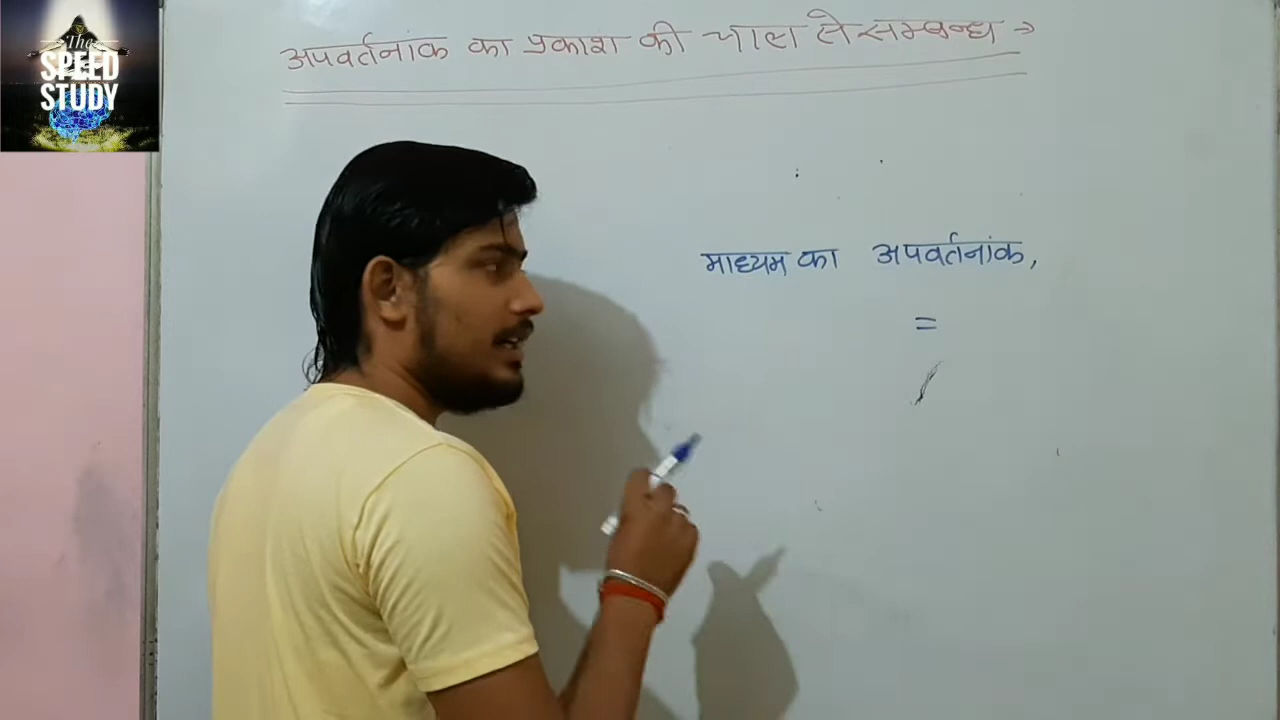 The
SPEED
STUDY
अपवर्तनांक का प्रकाश की चाल से सम्बन्ध →
माध्यम का अपवर्तनांक,
=